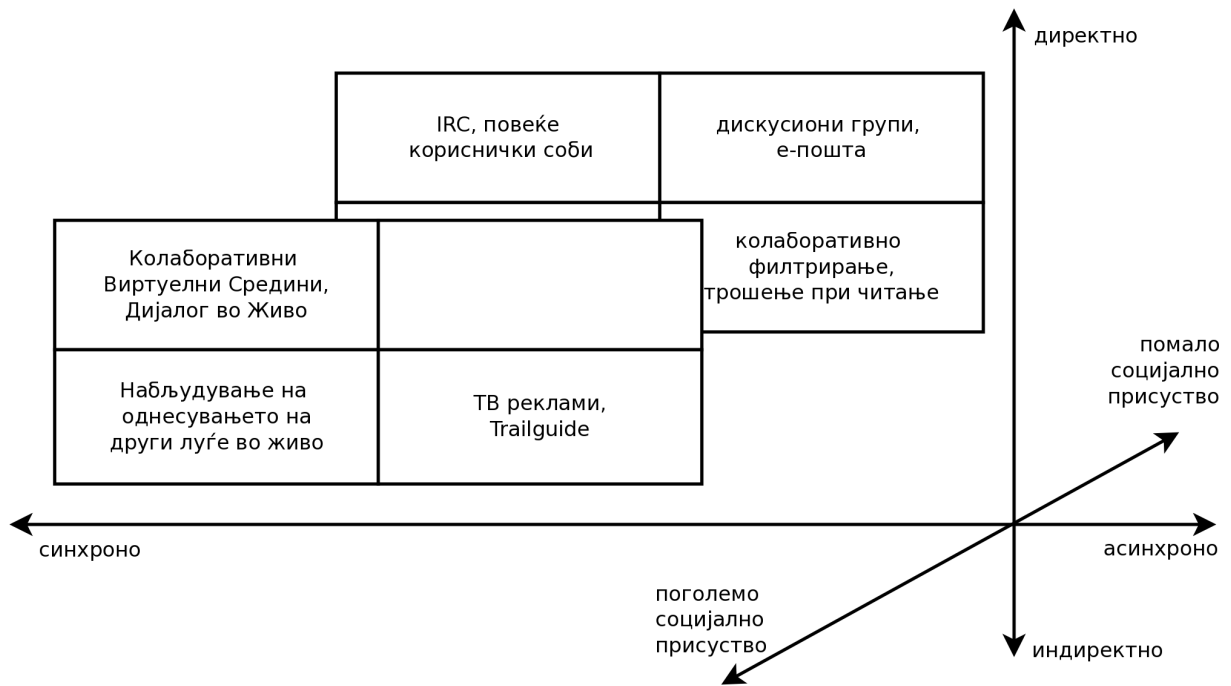 директно
IRC, повеќе
кориснички соби
дискусиони групи,
е-пошта
колаборативно
филтрирање,
трошење при читање
Колаборативни
Виртуелни Средини,
Дијалог во Живо
Набљудување на
однесувањето на
други луѓе во живо
ТВ реклами,
Trailguide
помало
социјално
присуство
синхроно
асинхроно
поголемо
социјално
присуство
индиректно